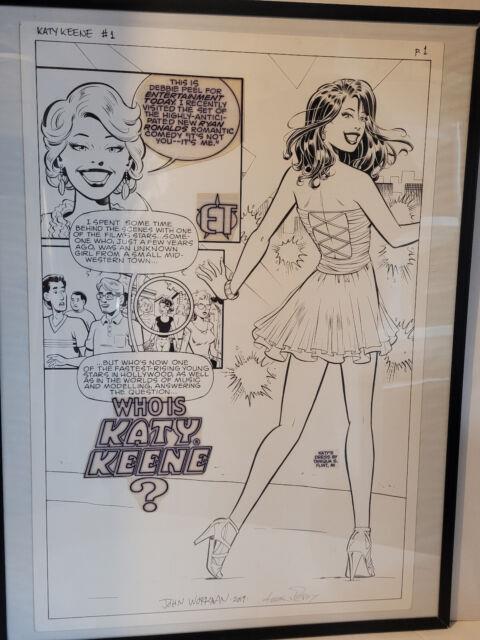 KATY KEENE #1
P. 1
THIS IS
DEBBIE PEEL FOR
ENTERTAINMENT
TODAY. I RECENTLY
VISITED THE SET OF
THE HIGHLY-ANTICI-
PATED NEW RYAN
RONALDS ROMANTIC
COMEDY "IT'S NOT
YOU--IT'S ME."
ET
I SPENT SOME TIME
BEHIND THE SCENES WITH ONE
OF THE FILM'S STARS...SOME-
ONE WHO, JUST A FEW YEARS
AGO, WAS AN UNKNOWN
GIRL FROM A SMALL MID-
WESTERN TOWN...
...BUT WHO'S NOW ONE
OF THE FASTEST-RISING YOUNG
STARS IN HOLLYWOOD, AS WELL
AS IN THE WORLDS OF MUSIC
AND MODELLING, ANSWERING
THE QUESTION...
WHO IS
KATY
KEENE
?
KATY'S
DRESS BY
FLINT, MI
JOHN WORKMAN · 2019